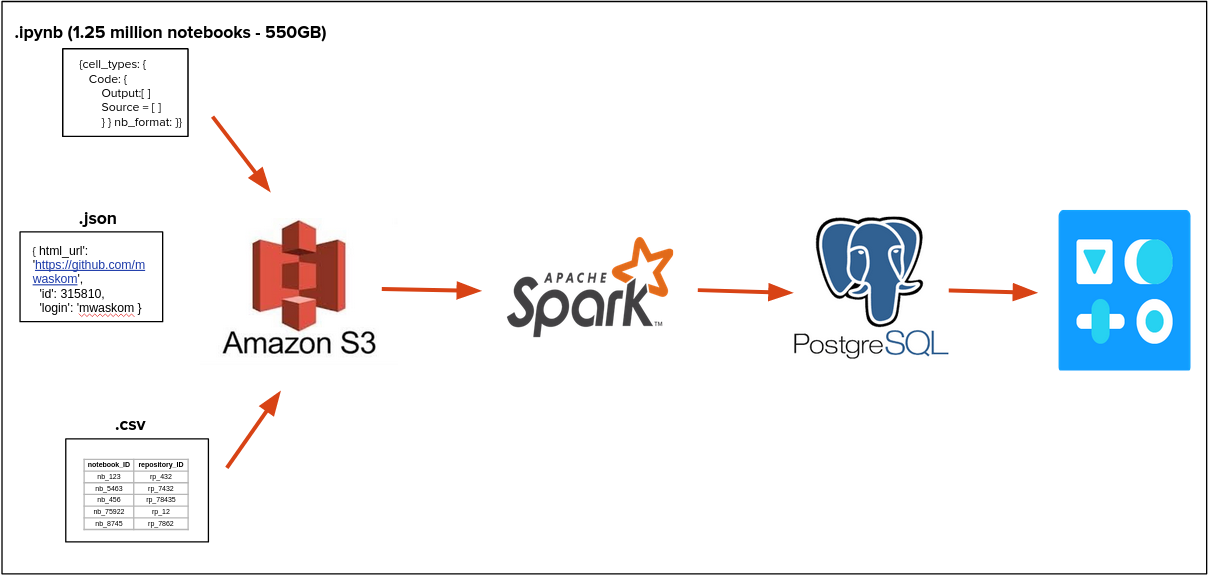 .ipynb (1.25 million notebooks - 550GB)
{cell_types: {
Code: {
Output:[ ]
Source = [ ]
} } nb_format: }}
.json
{ html_url':
'https://github.com/m
waskom',
'id': 315810,
'login': 'mwaskom }
Amazon S3
APACHE
Spark™
PostgreSQL
.csv
notebook_ID repository_ID
nb_123 rp_432
nb_5463 rp_7432
nb_456 rp_78435
nb_75922 rp_12
nb_8745 rp_7862